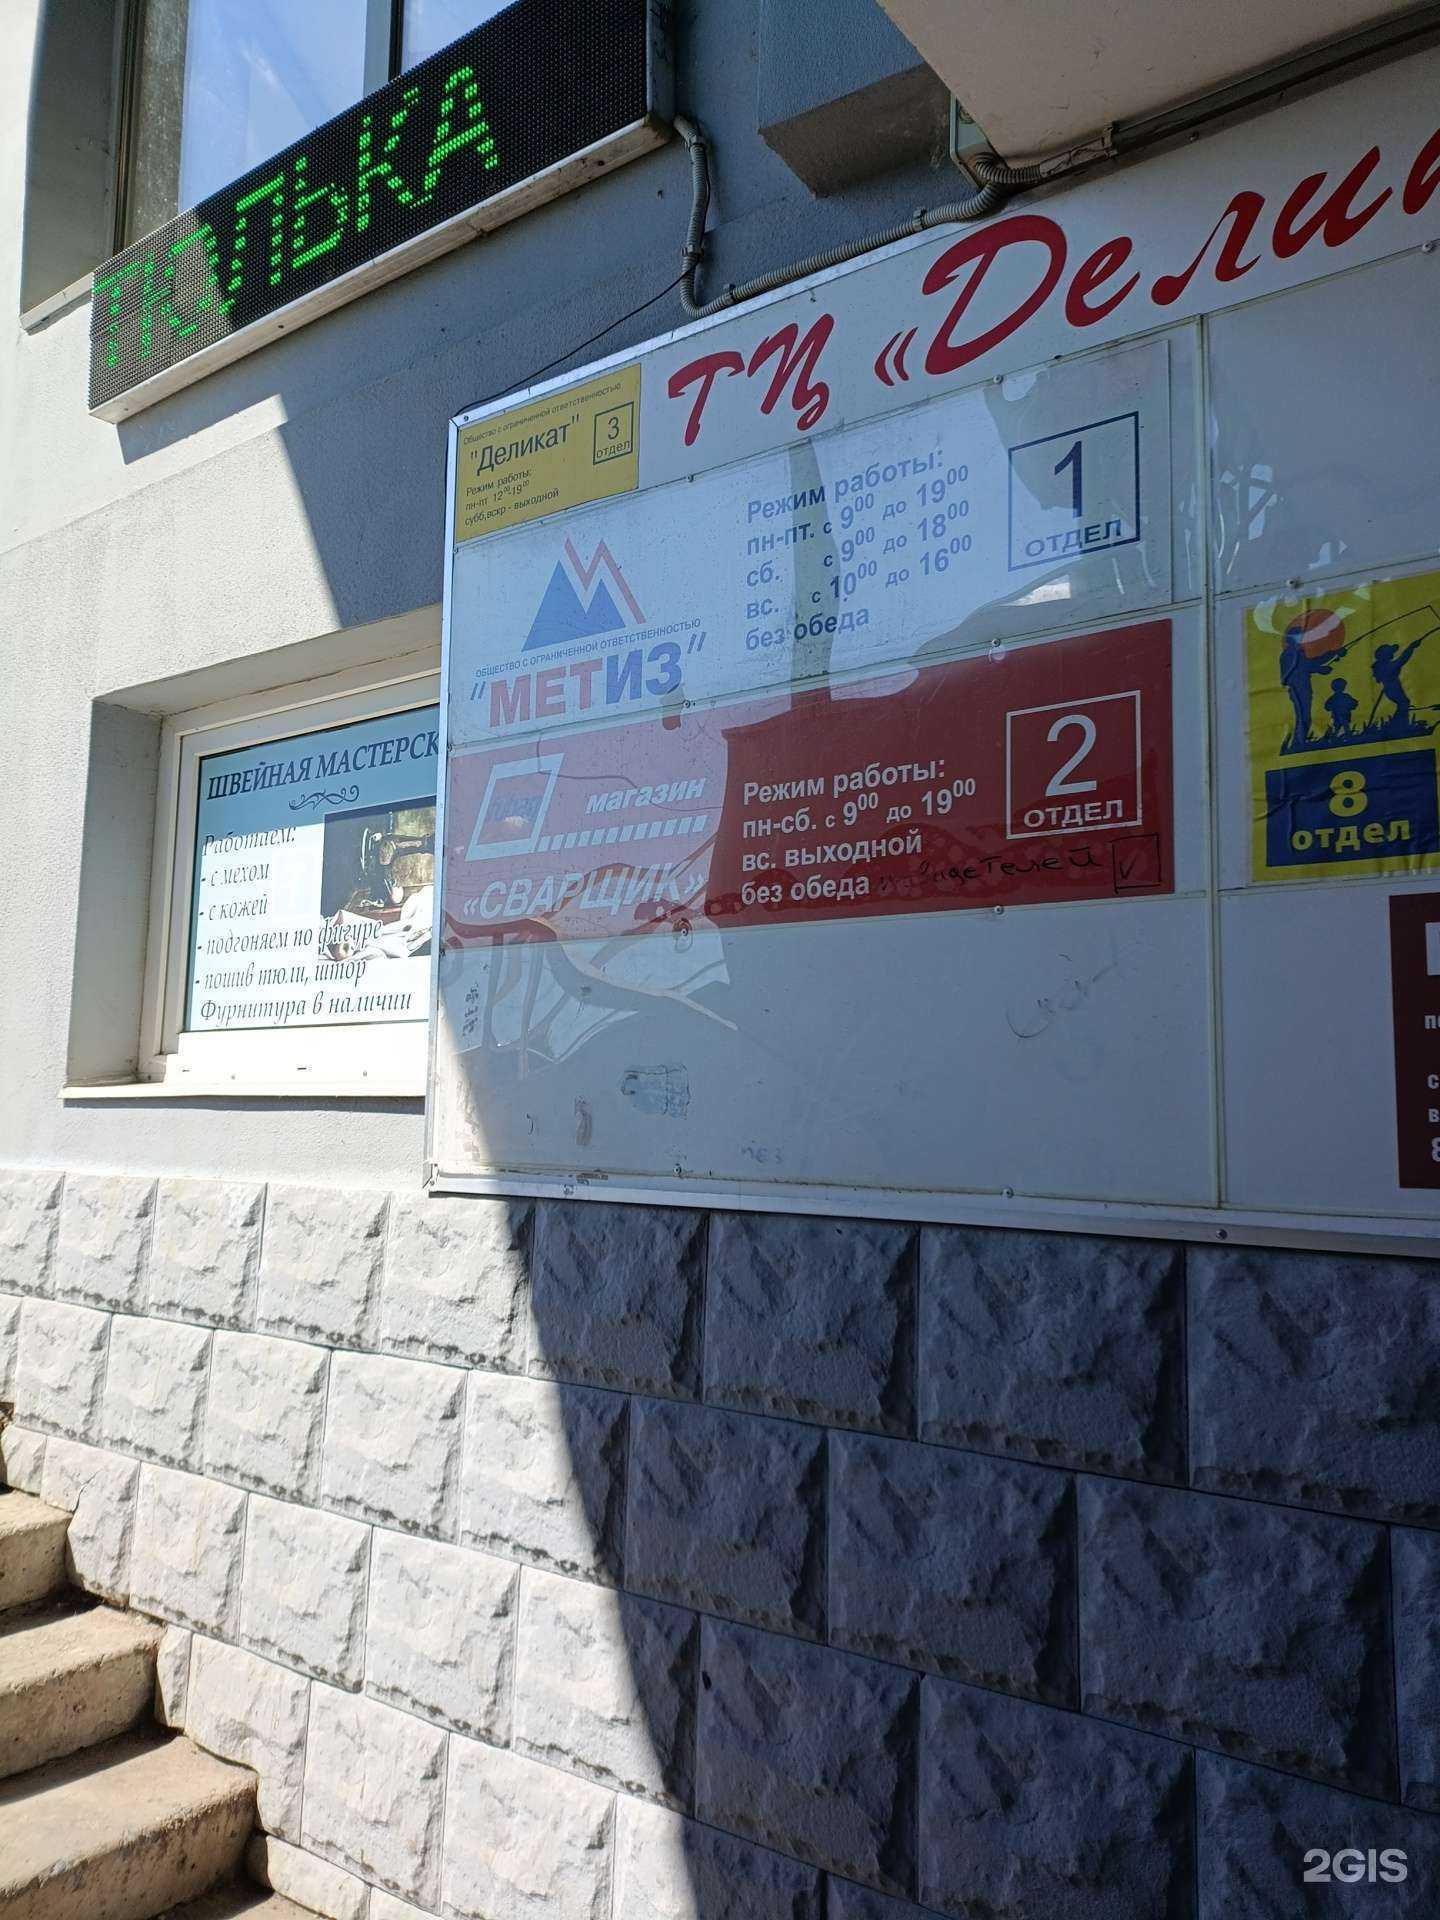 ТЮЛЬКА
ТЦ «Дели
Общество с ограниченной ответственностью
"Деликат"
3
отдел
Режим работы:
пн-пт 12⁰⁰-19⁰⁰
субб,вскр - выходной
ОБЩЕСТВО С ОГРАНИЧЕННОЙ ОТВЕТСТВЕННОСТЬЮ
"МЕТИЗ"
Режим работы:
пн-пт. с 9⁰⁰ до 19⁰⁰
сб. с 9⁰⁰ до 18⁰⁰
вс. с 10⁰⁰ до 16⁰⁰
без обеда
1
ОТДЕЛ
fubag
магазин
«СВАРЩИК»
Режим работы:
пн-сб. с 9⁰⁰ до 19⁰⁰
вс. выходной
без обеда
2
ОТДЕЛ
8
отдел
ШВЕЙНАЯ МАСТЕРСК
Работаем:
- с мехом
- с кожей
- подгоняем по фигуре
- пошив тюли, штор
Фурнитура в наличии
2GIS